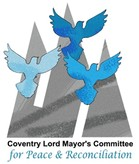 Coventry Lord Mayor's Committee
for Peace & Reconciliation